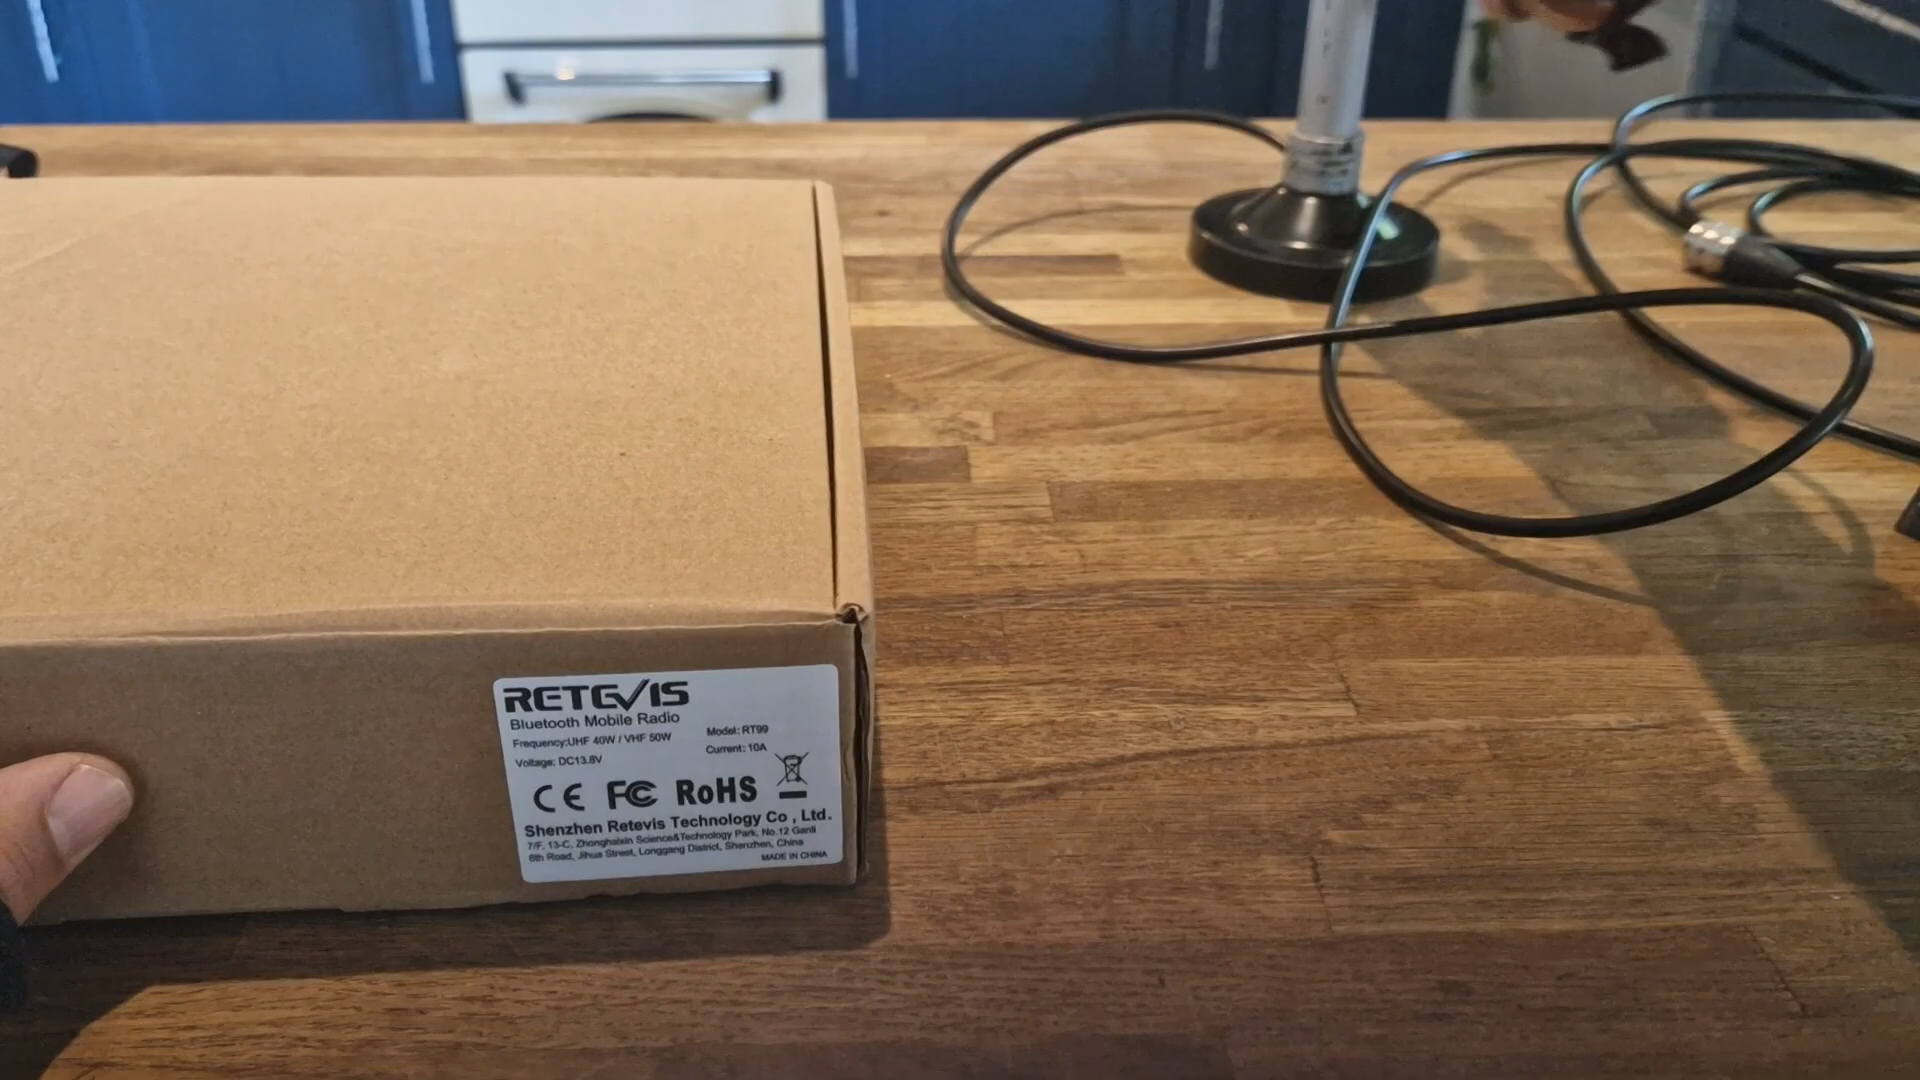 RETEVIS
Bluetooth Mobile Radio
Frequency:UHF 40W / VHF 50W
Model: RT99
Voltage: DC13.8V
Current: 10A
CE FC RoHS
Shenzhen Retevis Technology Co , Ltd.
7/F, 13-C, Zhonghaixin Science&Technology Park, No.12 Ganli
6th Road, Jihua Street, Longgang District, Shenzhen, China
MADE IN CHINA